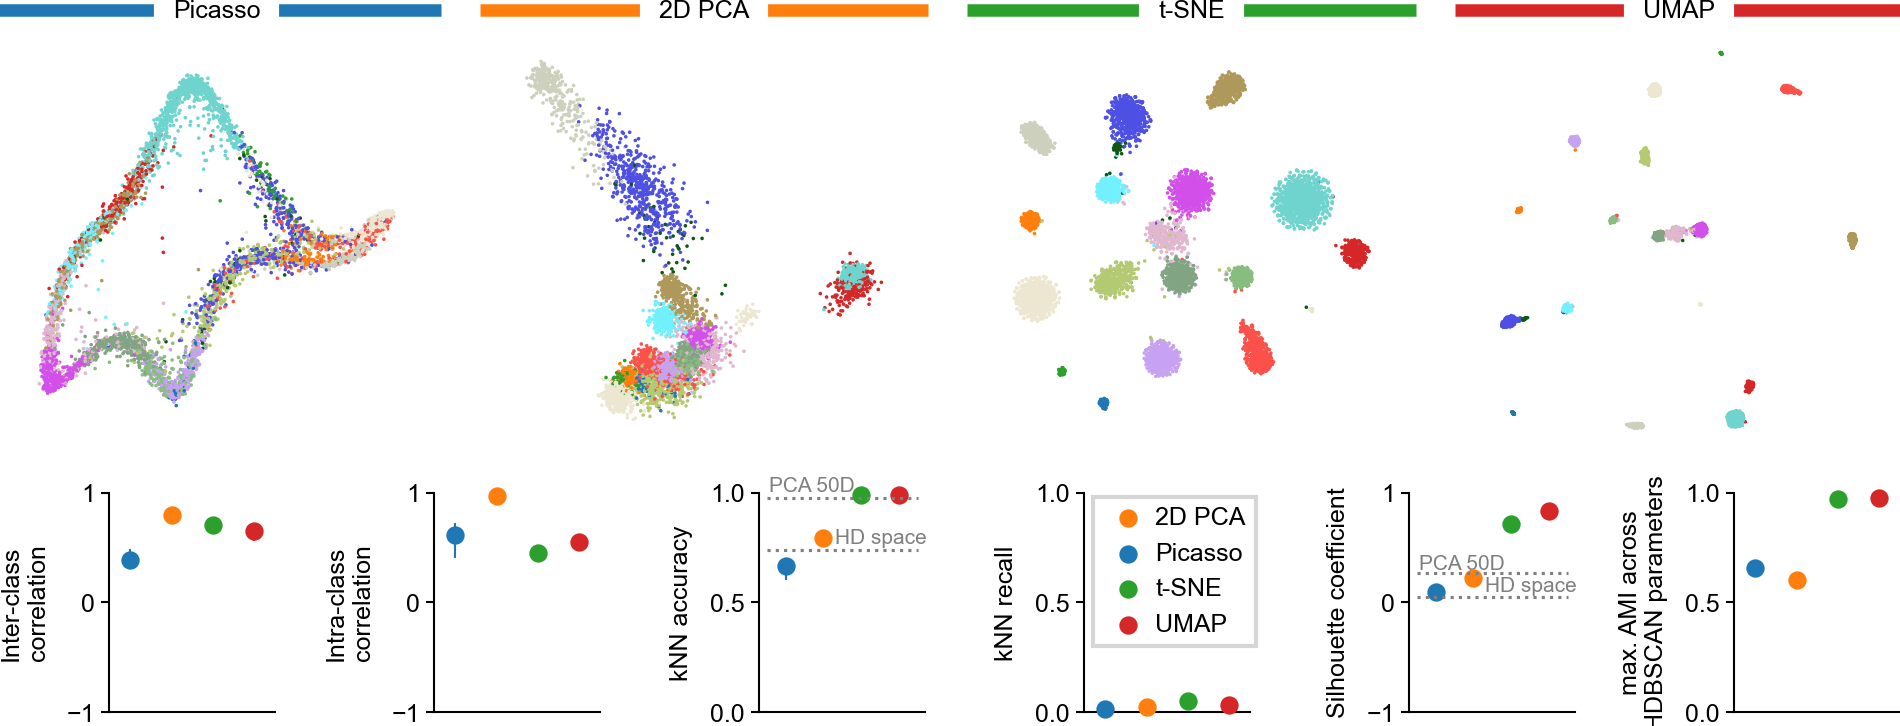 Picasso
2D PCA
t-SNE
UMAP
Inter-class
correlation
1
0
−1
Intra-class
correlation
1
0
−1
kNN accuracy
1.0
0.5
0.0
PCA 50D
HD space
kNN recall
1.0
0.5
0.0
2D PCA
Picasso
t-SNE
UMAP
Silhouette coefficient
1
0
−1
PCA 50D
HD space
max. AMI across
HDBSCAN parameters
1.0
0.5
0.0